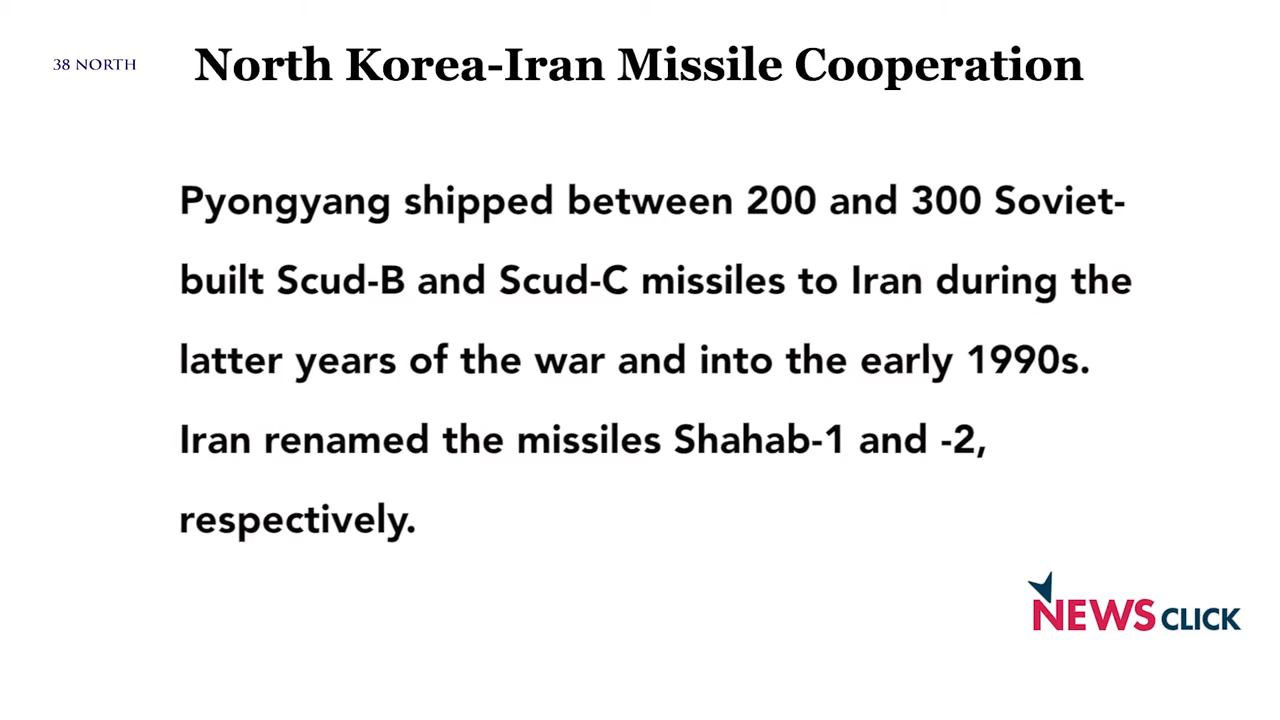 38 NORTH
North Korea-Iran Missile Cooperation
Pyongyang shipped between 200 and 300 Soviet-
built Scud-B and Scud-C missiles to Iran during the
latter years of the war and into the early 1990s.
Iran renamed the missiles Shahab-1 and -2,
respectively.
NEWSCLICK